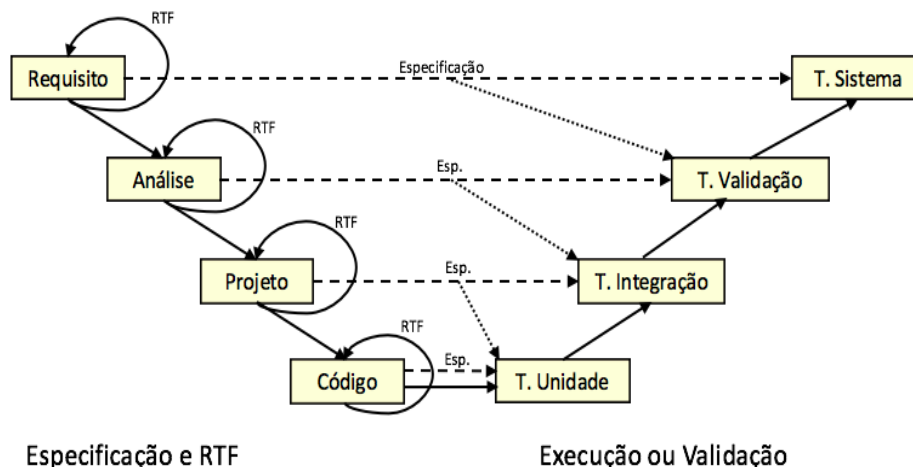 RTF
Requisito
Especificação
T. Sistema
RTF
Análise
Esp.
T. Validação
RTF
Projeto
Esp.
T. Integração
RTF
Código
Esp.
T. Unidade
Especificação e RTF
Execução ou Validação